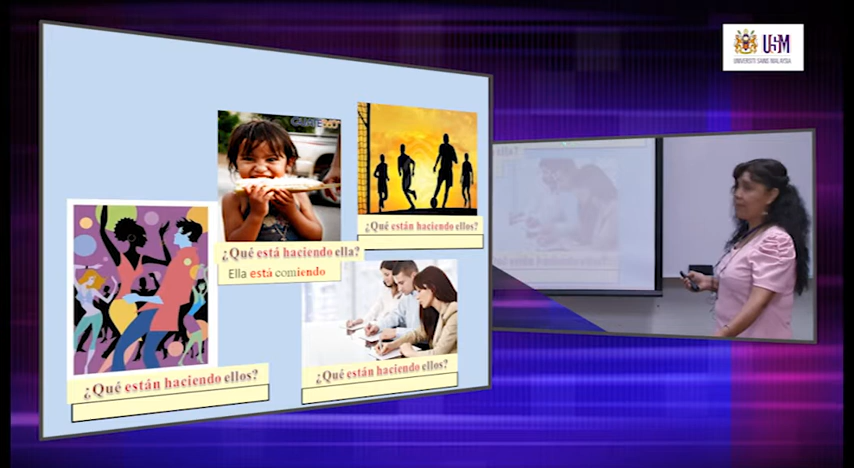 USM
UNIVERSITI SAINS MALAYSIA
¿Qué están haciendo ellos?
¿Qué está haciendo ella?
Ella está comiendo
¿Qué están haciendo ellos?
¿Qué están haciendo ellos?